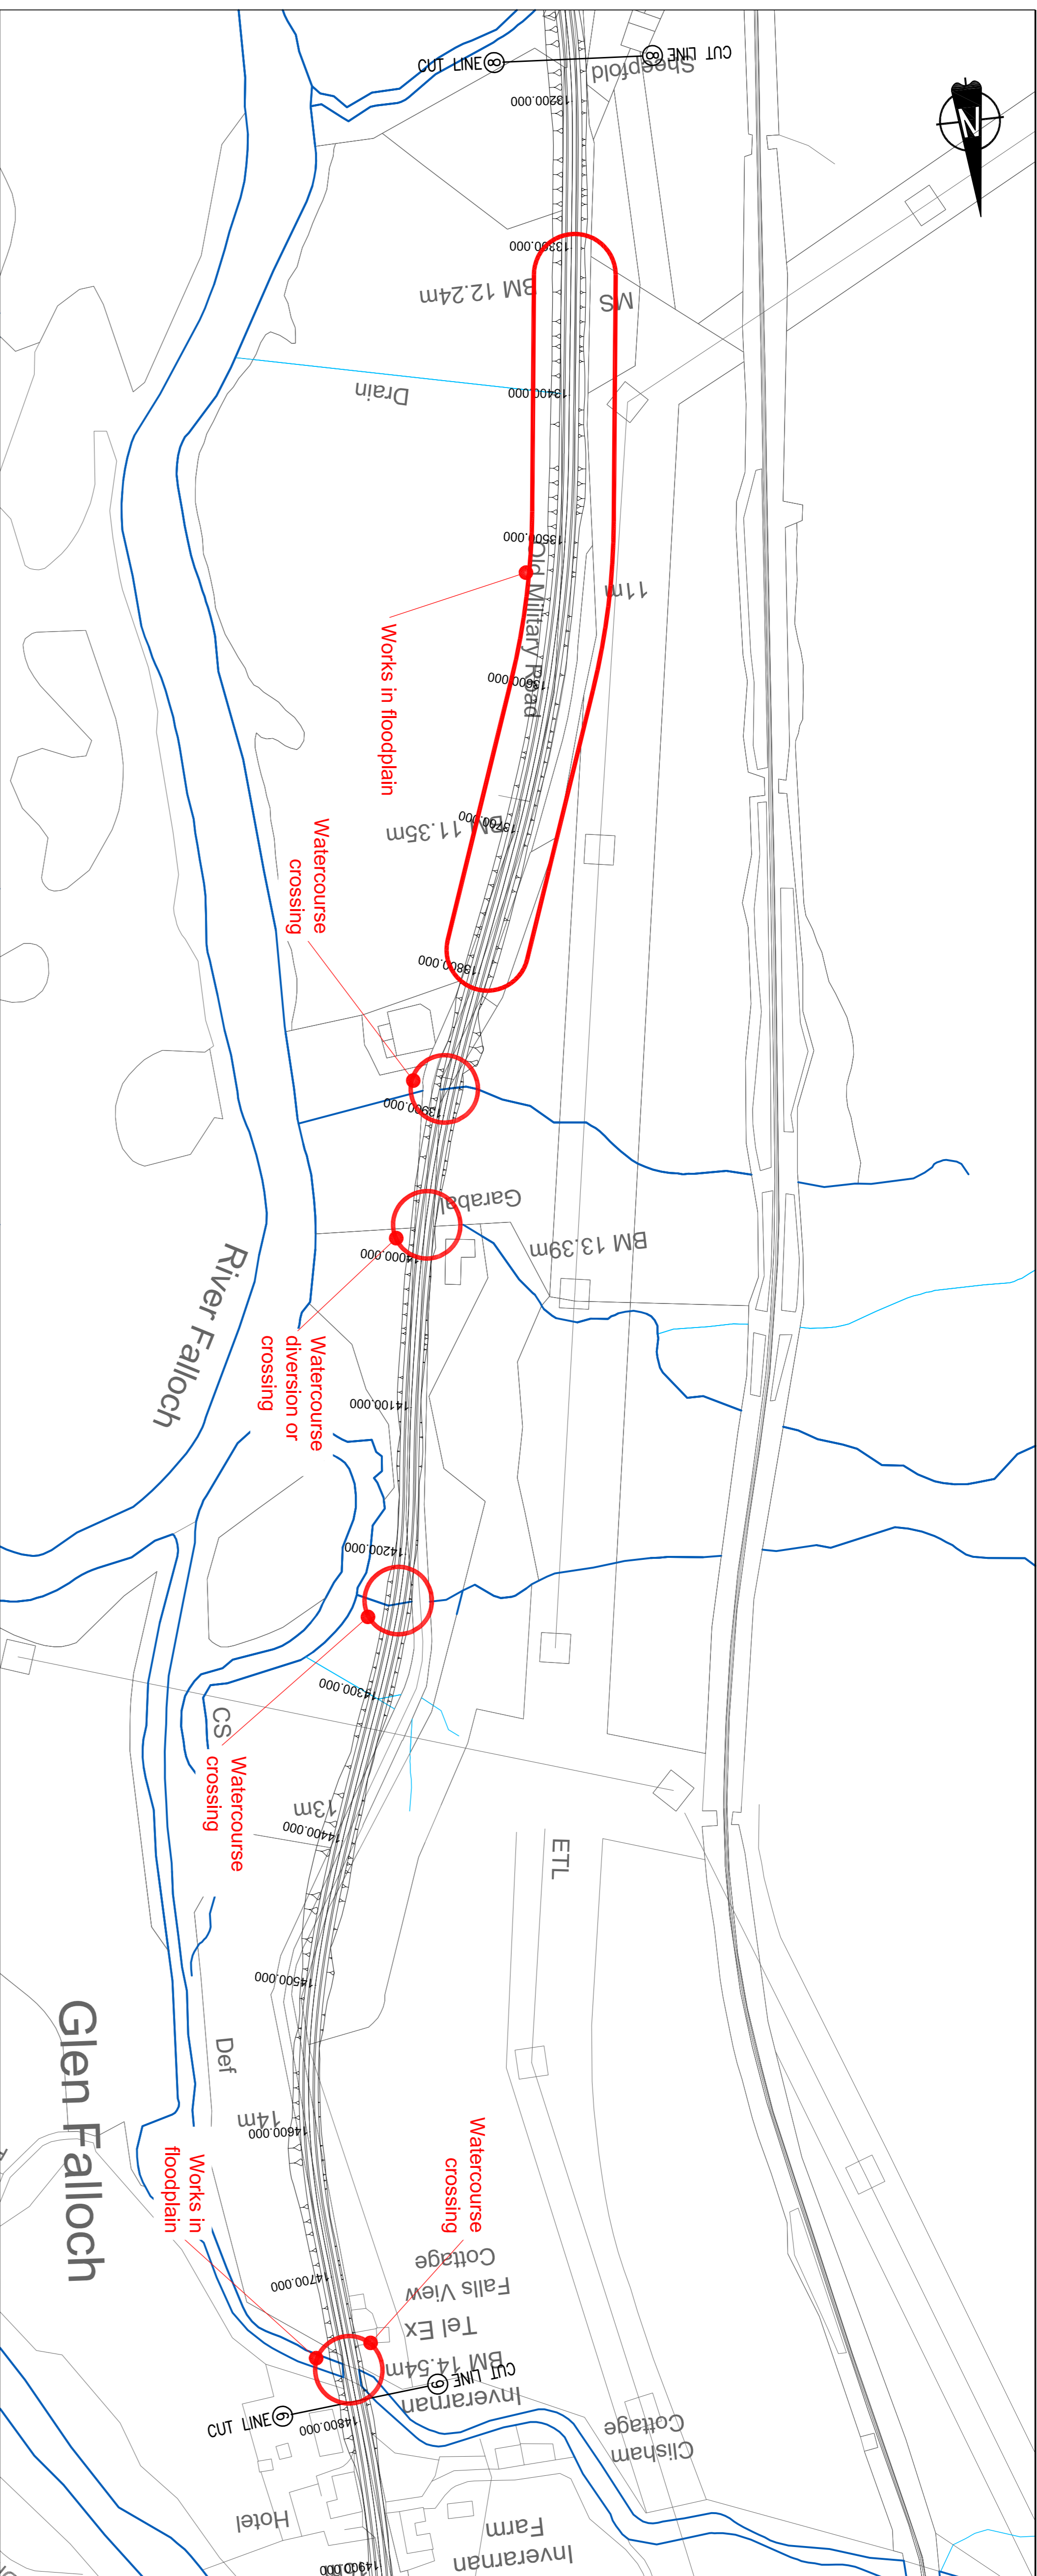 CUT LINE 8
8 CUT LINE
Sheepfold
N
13200.000
13300.000
BM 12.24m
MS
13400.000
Drain
13500.000
Old Military Road
11m
Works in floodplain
13600.000
13700.000
BM 11.35m
Watercourse
crossing
13800.000
13900.000
Garabal
BM 13.39m
14000.000
River Falloch
Watercourse
diversion or
crossing
14100.000
14200.000
14300.000
CS
Watercourse
crossing
13m
14400.000
ETL
14500.000
Glen Falloch
Def
14m
14600.000
Works in
floodplain
Watercourse
crossing
Falls View
Cottage
14700.000
Tel Ex
BM 14.54m
CUT LINE 9
Inverarnan
CUT LINE 9
14800.000
Clisham
Cottage
Hotel
Inverarnan
Farm
14900.000